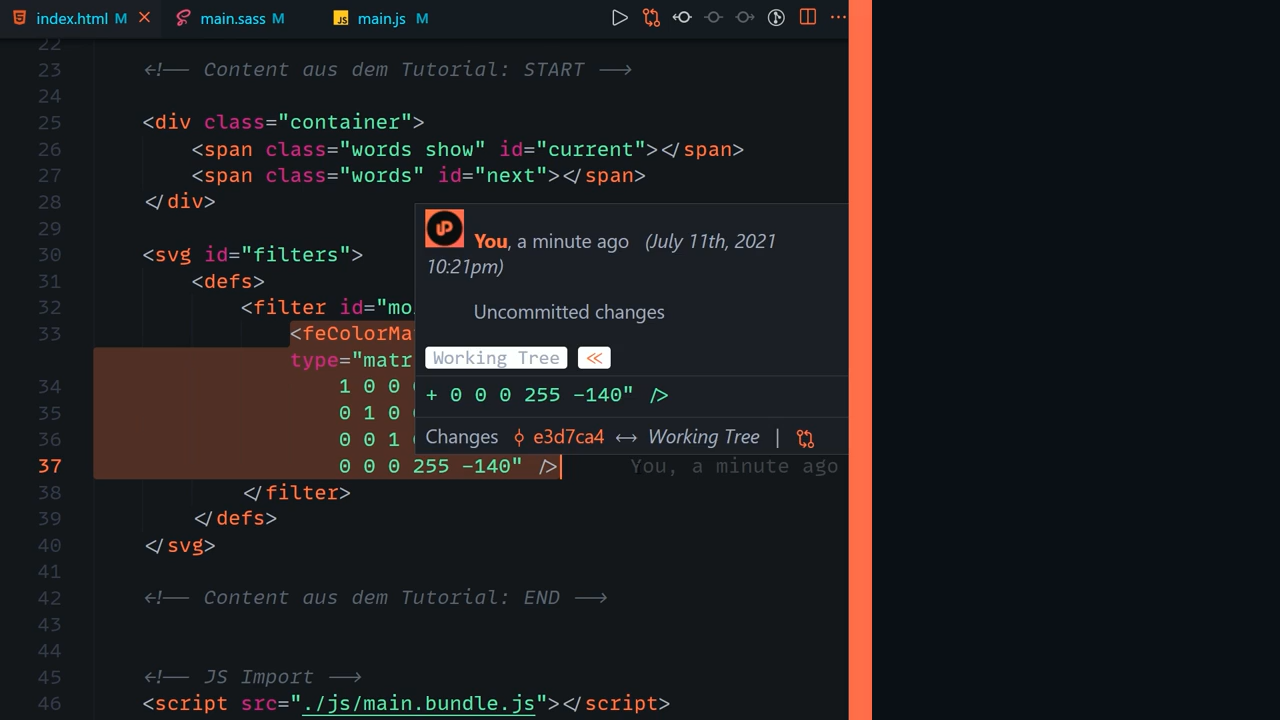 index.html M
main.sass M
JS main.js M
22
23 <!-- Content aus dem Tutorial: START -->
24
25 <div class="container">
26 <span class="words show" id="current"></span>
27 <span class="words" id="next"></span>
28 </div>
29
30 <svg id="filters">
31 <defs>
32 <filter id="mo
33 <feColorMa
type="matr
34 1 0 0
35 0 1 0
36 0 0 1
37 0 0 0 255 -140" /> You, a minute ago
38 </filter>
39 </defs>
40 </svg>
41
42 <!-- Content aus dem Tutorial: END -->
43
44
45 <!-- JS Import -->
46 <script src="./js/main.bundle.js"></script>
You, a minute ago (July 11th, 2021
10:21pm)
Uncommitted changes
Working Tree <<
+ 0 0 0 255 -140" />
Changes e3d7ca4 <-> Working Tree |